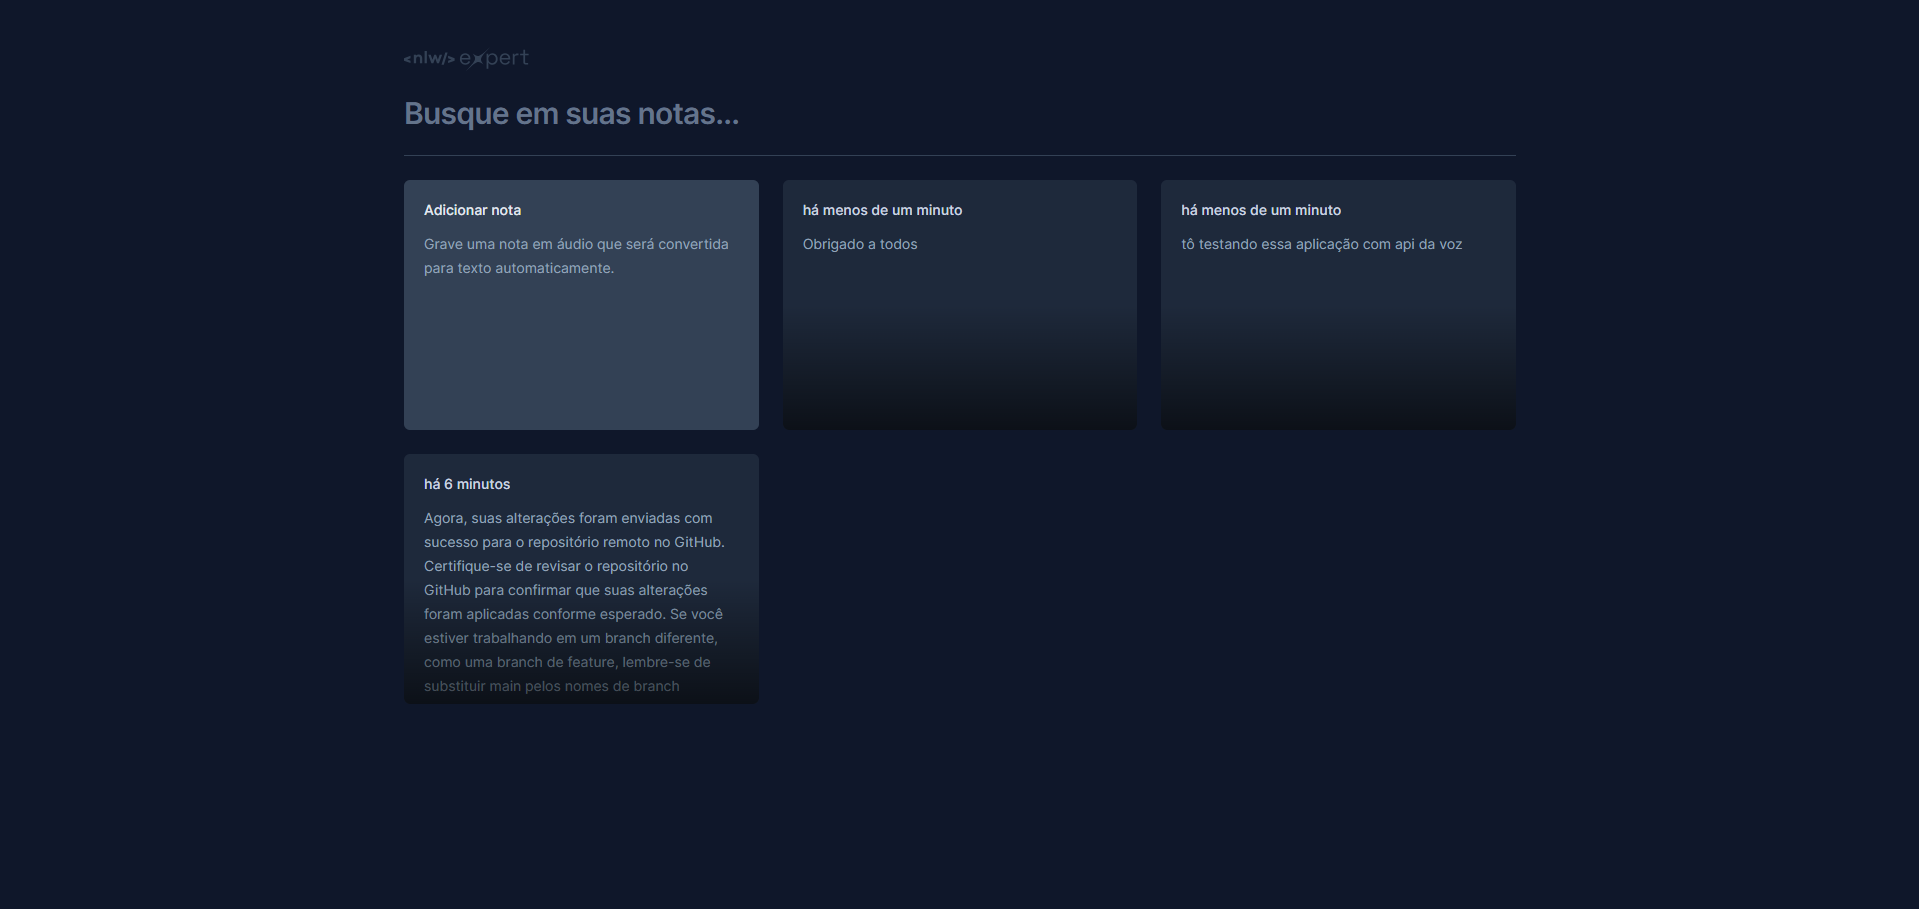 <nlw/> expert
Busque em suas notas...
Adicionar nota
Grave uma nota em áudio que será convertida
para texto automaticamente.
há menos de um minuto
Obrigado a todos
há menos de um minuto
tô testando essa aplicação com api da voz
há 6 minutos
Agora, suas alterações foram enviadas com
sucesso para o repositório remoto no GitHub.
Certifique-se de revisar o repositório no
GitHub para confirmar que suas alterações
foram aplicadas conforme esperado. Se você
estiver trabalhando em um branch diferente,
como uma branch de feature, lembre-se de
substituir main pelos nomes de branch